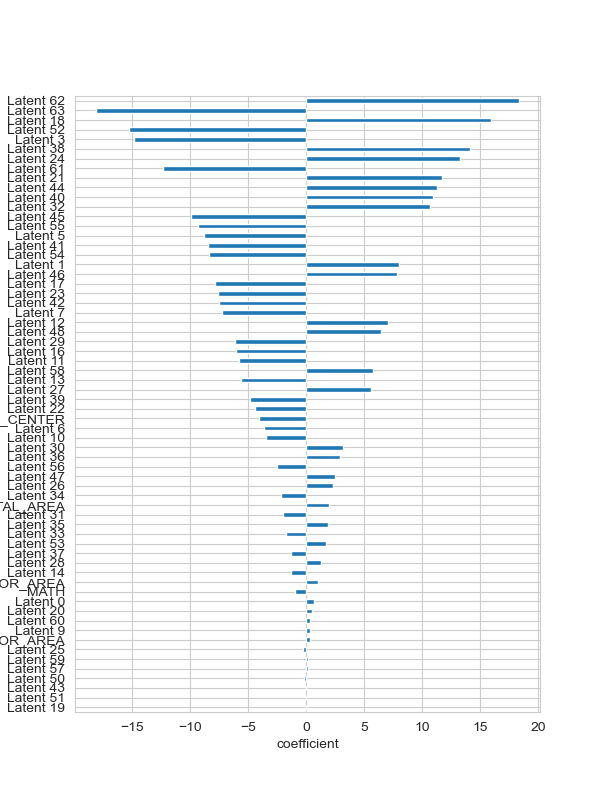 Latent 62
Latent 63
Latent 18
Latent 52
Latent 3
Latent 38
Latent 24
Latent 61
Latent 21
Latent 44
Latent 40
Latent 32
Latent 45
Latent 55
Latent 5
Latent 41
Latent 54
Latent 1
Latent 46
Latent 17
Latent 23
Latent 42
Latent 7
Latent 12
Latent 48
Latent 29
Latent 16
Latent 11
Latent 58
Latent 13
Latent 27
Latent 39
Latent 22
_CENTER
Latent 6
Latent 10
Latent 30
Latent 36
Latent 56
Latent 47
Latent 26
Latent 34
TAL_AREA
Latent 31
Latent 35
Latent 33
Latent 53
Latent 37
Latent 28
Latent 14
OR_AREA
_MATH
Latent 0
Latent 20
Latent 60
Latent 9
OR_AREA
Latent 25
Latent 59
Latent 57
Latent 50
Latent 43
Latent 51
Latent 19
−15 −10 −5 0 5 10 15 20
coefficient